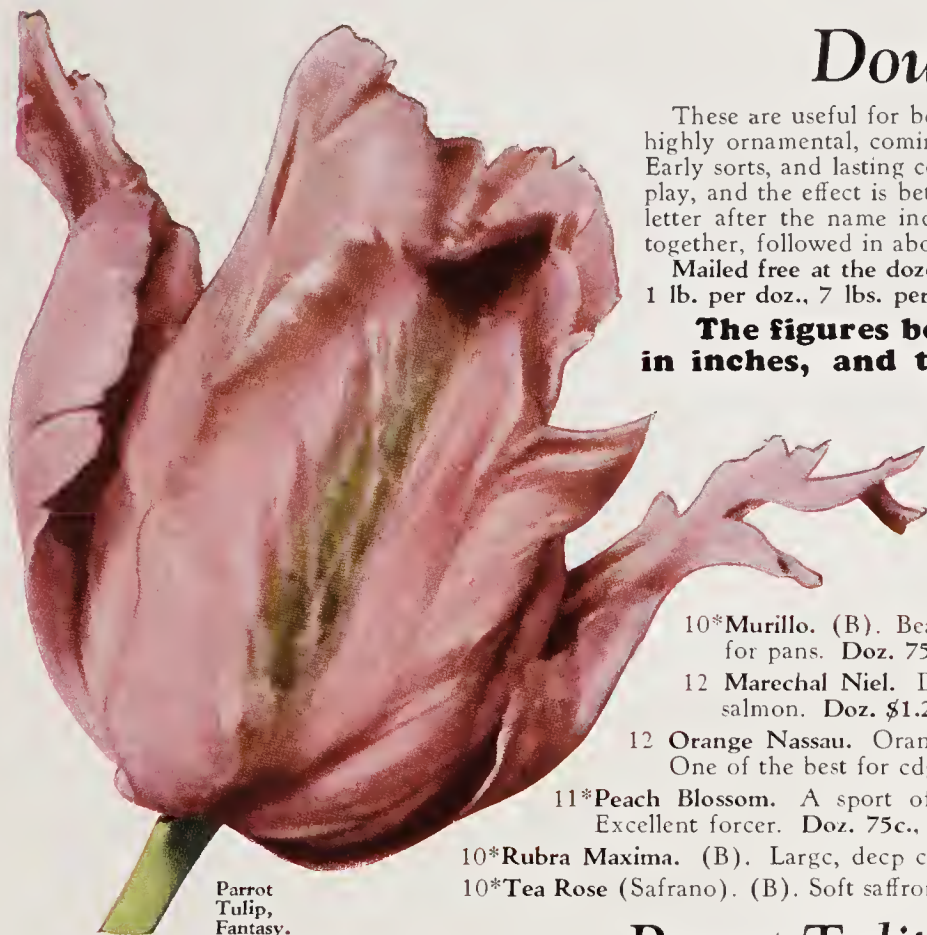 Dou
These are useful for be
highly ornamental, comin
Early sorts, and lasting co
play, and the effect is bet
letter after the name inc
together, followed in abo
Mailed free at the doz
1 lb. per doz., 7 lbs. per
The figures be
in inches, and t
10*Murillo. (B). Bea
for pans. Doz. 75
12 Marechal Niel.
salmon. Doz. $1.2
12 Orange Nassau. Oran
One of the best for
11*Peach Blossom. A sport of
Excellent forcer. Doz. 75c.,
10*Rubra Maxima. (B). Large, deep c
10*Tea Rose (Safrano). (B). Soft saffron
Parrot
Tulip,
Fantasy.